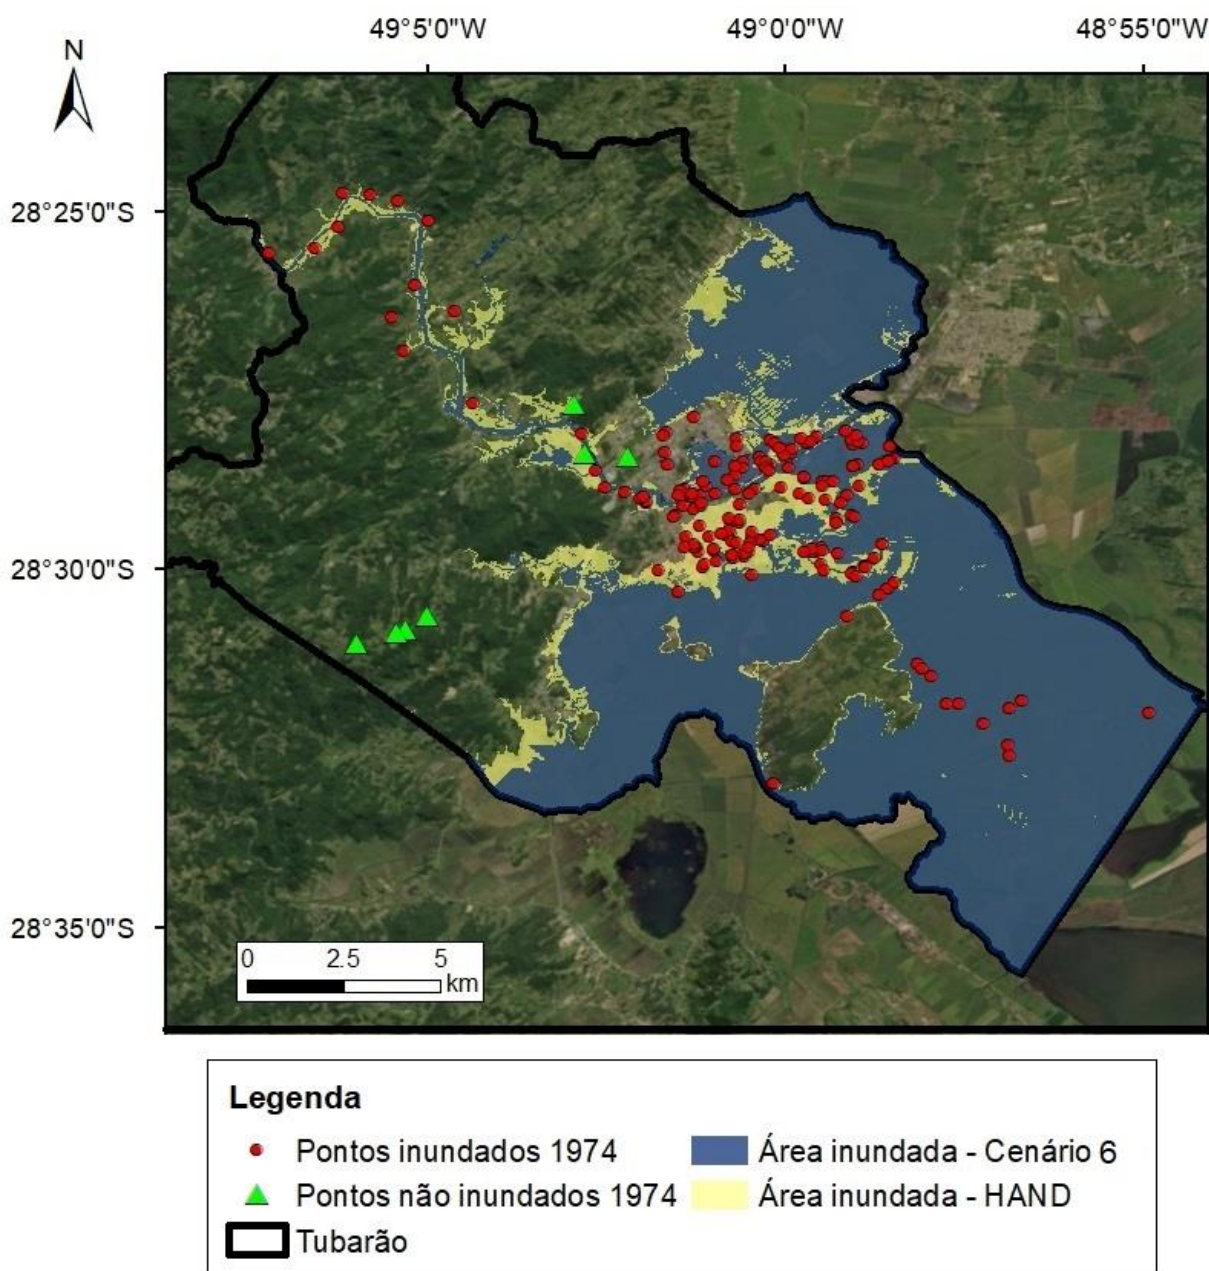 49°5'0"W 49°0'0"W 48°55'0"W
N
28°25'0"S
28°30'0"S
28°35'0"S
0 2.5 5
km
Legenda
Pontos inundados 1974 Área inundada - Cenário 6
Pontos não inundados 1974 Área inundada - HAND
Tubarão